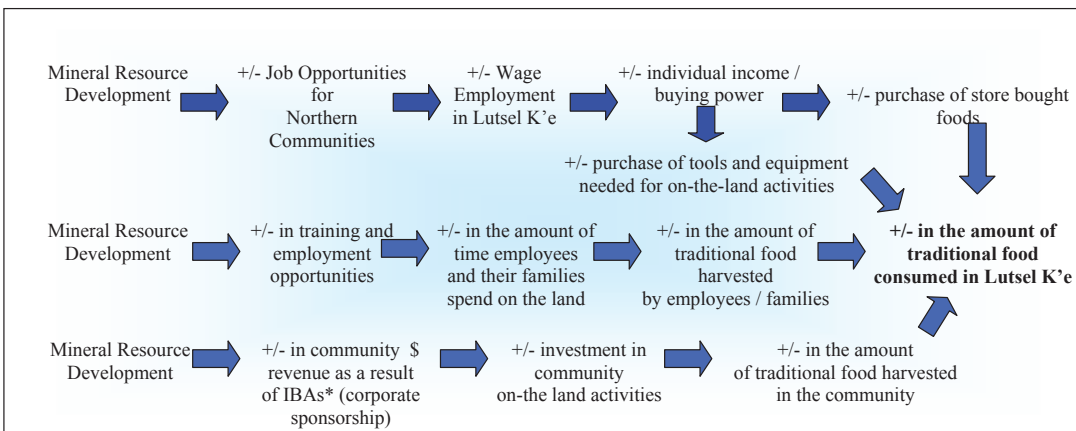 Mineral Resource
Development
+/- Job Opportunities
for
Northern
Communities
+/- Wage
Employment
in Lutsel K'e
+/- individual income /
buying power
+/- purchase of store bought
foods
+/- purchase of tools and equipment
needed for on-the-land activities
Mineral Resource
Development
+/- in training and
employment
opportunities
+/- in the amount of
time employees
and their families
spend on the land
+/- in the amount of
traditional food
harvested
by employees / families
+/- in the amount of
traditional food
consumed in Lutsel K'e
Mineral Resource
Development
+/- in community $
revenue as a result
of IBAs* (corporate
sponsorship)
+/- investment in
community
on-the land activities
+/- in the amount
of traditional food harvested
in the community